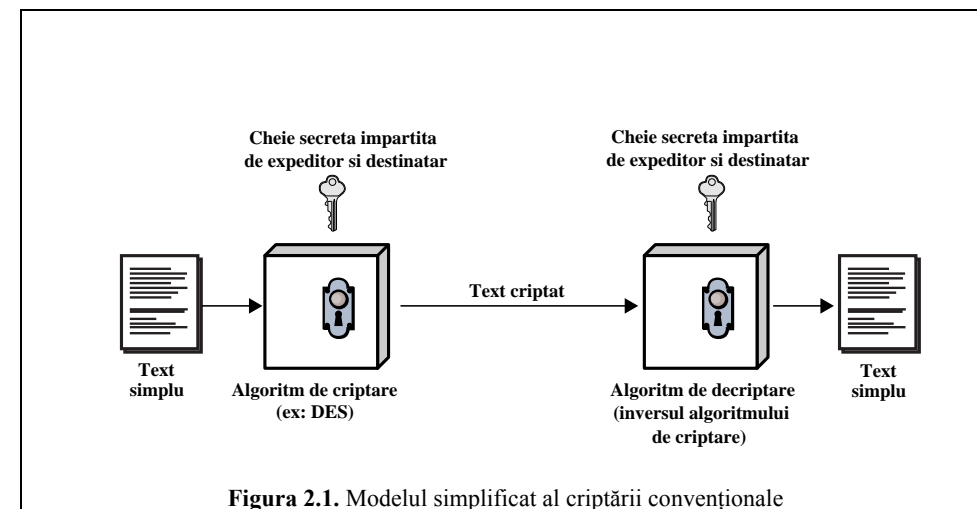 Cheie secreta impartita
de expeditor si destinatar
Cheie secreta impartita
de expeditor si destinatar
Text criptat
Text
simplu
Algoritm de criptare
(ex: DES)
Algoritm de decriptare
(inversul algoritmului
de criptare)
Text
simplu
Figura 2.1. Modelul simplificat al criptării convenționale